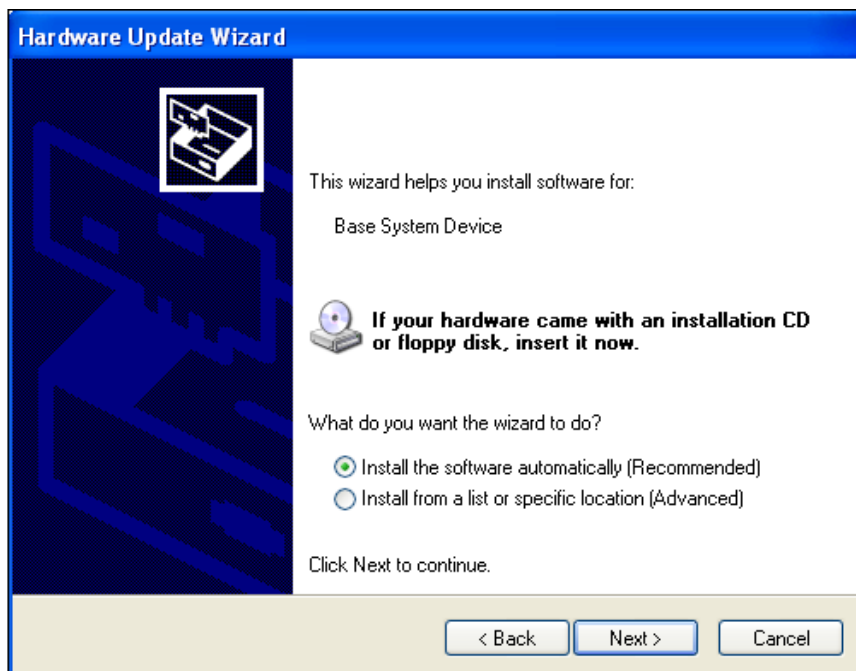 Hardware Update Wizard
This wizard helps you install software for:
Base System Device
If your hardware came with an installation CD
or floppy disk, insert it now.
What do you want the wizard to do?
Install the software automatically (Recommended)
Install from a list or specific location (Advanced)
Click Next to continue.
< Back
Next >
Cancel